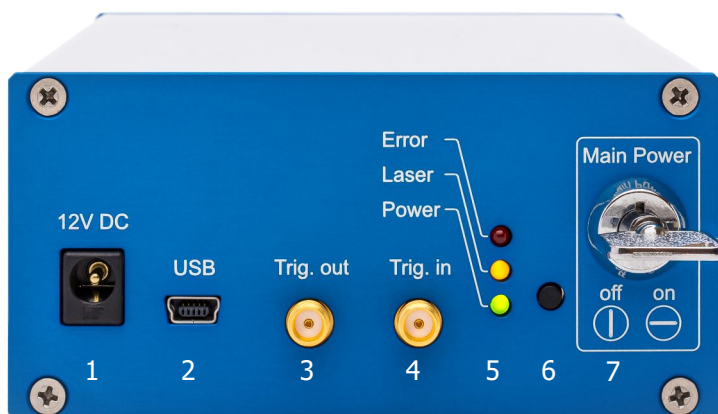 Error
Laser
Power
12V DC
USB
Trig. out
Trig. in
Main Power
off on
1 2 3 4 5 6 7